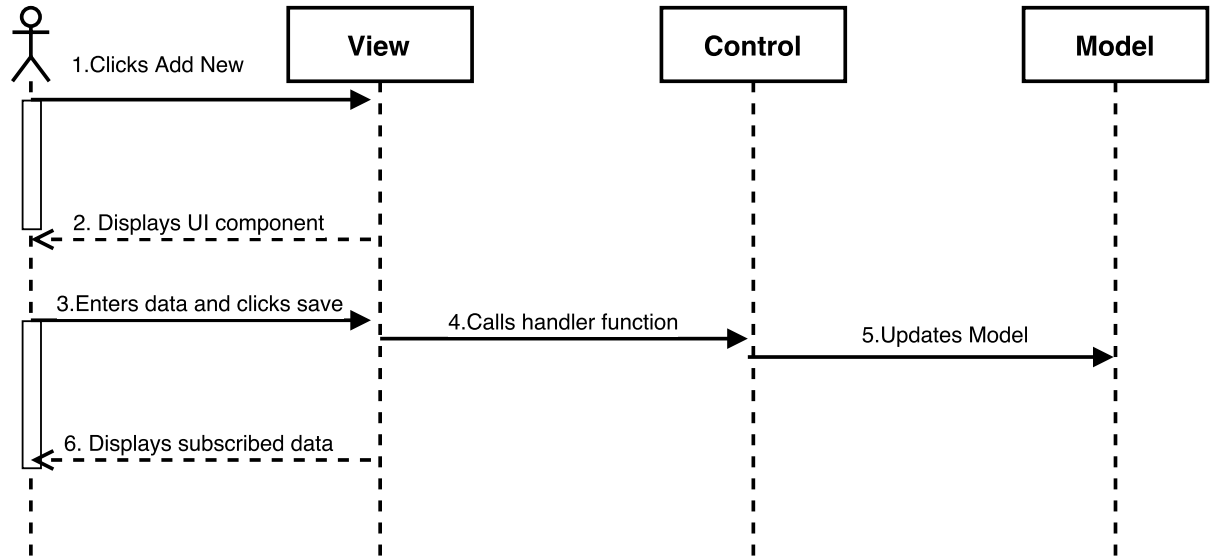 View
Control
Model
1.Clicks Add New
2. Displays UI component
3.Enters data and clicks save
4.Calls handler function
5.Updates Model
6. Displays subscribed data